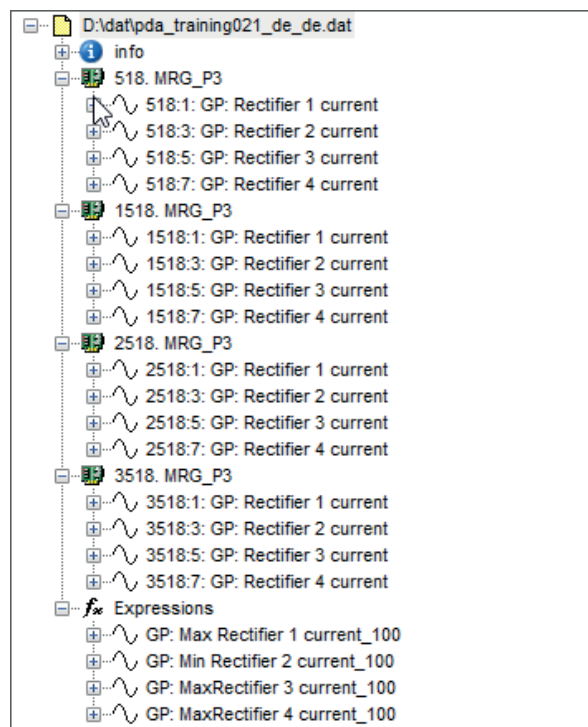 D:\dat\pda_training021_de_de.dat
info
518. MRG_P3
518:1: GP: Rectifier 1 current
518:3: GP: Rectifier 2 current
518:5: GP: Rectifier 3 current
518:7: GP: Rectifier 4 current
1518. MRG_P3
1518:1: GP: Rectifier 1 current
1518:3: GP: Rectifier 2 current
1518:5: GP: Rectifier 3 current
1518:7: GP: Rectifier 4 current
2518. MRG_P3
2518:1: GP: Rectifier 1 current
2518:3: GP: Rectifier 2 current
2518:5: GP: Rectifier 3 current
2518:7: GP: Rectifier 4 current
3518. MRG_P3
3518:1: GP: Rectifier 1 current
3518:3: GP: Rectifier 2 current
3518:5: GP: Rectifier 3 current
3518:7: GP: Rectifier 4 current
Expressions
GP: Max Rectifier 1 current_100
GP: Min Rectifier 2 current_100
GP: MaxRectifier 3 current_100
GP: MaxRectifier 4 current_100